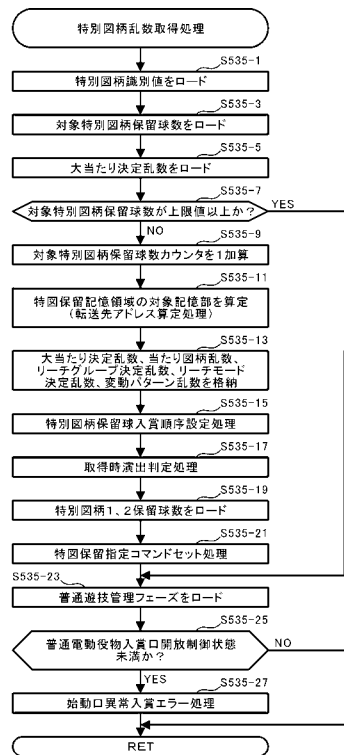 特別図柄乱数取得処理
S535-1
特別図柄識別値をロード
S535-3
対象特別図柄保留球数をロード
S535-5
大当たり決定乱数をロード
S535-7
対象特別図柄保留球数が上限値以上か?
YES
NO
S535-9
対象特別図柄保留球数カウンタを1加算
S535-11
特図保留記憶領域の対象記憶部を算定
(転送先アドレス算定処理)
S535-13
大当たり決定乱数、当たり図柄乱数、
リーチグループ決定乱数、リーチモード
決定乱数、変動パターン乱数を格納
S535-15
特別図柄保留球入賞順序設定処理
S535-17
取得時演出判定処理
S535-19
特別図柄1、2保留球数をロード
S535-21
特図保留指定コマンドセット処理
S535-23
普通遊技管理フェーズをロード
S535-25
普通電動役物入賞口開放制御状態
未満か?
NO
YES
S535-27
始動口異常入賞エラー処理
RET